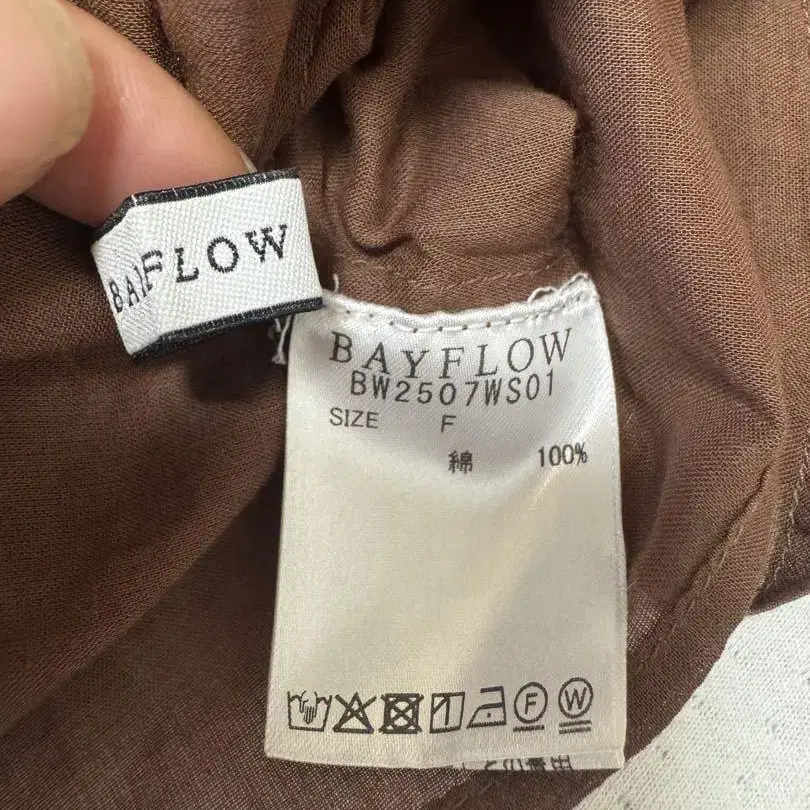 BAYFLOW
BAYFLOW
BW2507WS01
SIZE F
綿 100%
F W